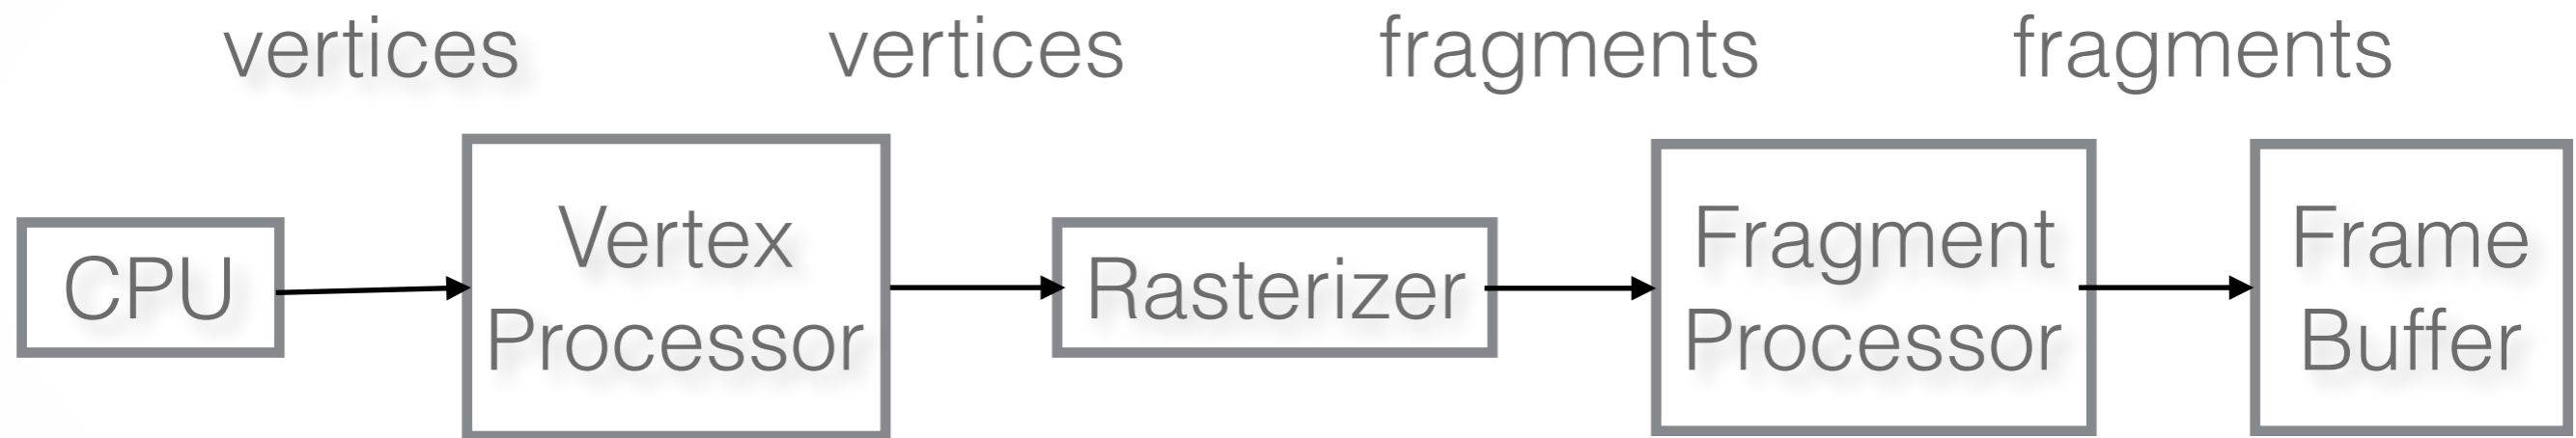 vertices vertices fragments fragments
CPU
Vertex
Processor
Rasterizer
Fragment
Processor
Frame
Buffer